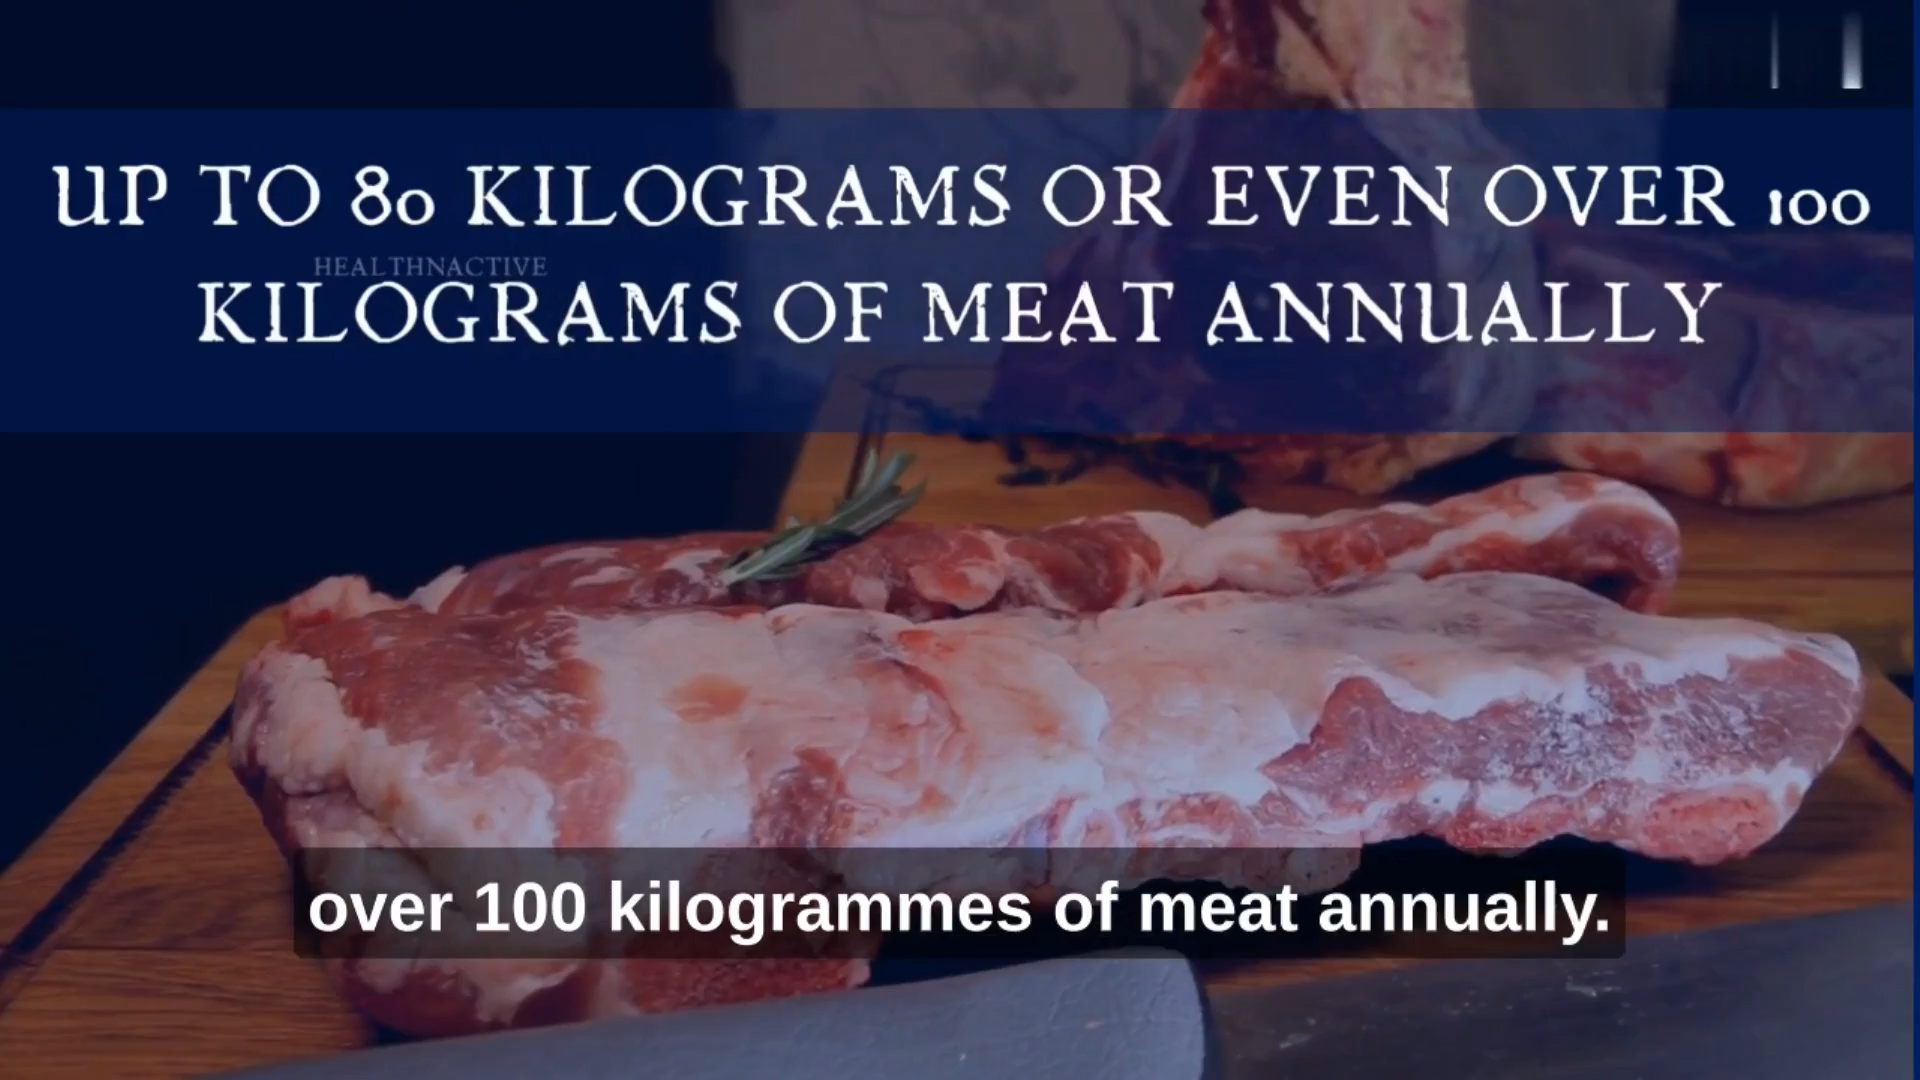 UP TO 80 KILOGRAMS OR EVEN OVER 100
HEALTHNACTIVE
KILOGRAMS OF MEAT ANNUALLY
over 100 kilogrammes of meat annually.